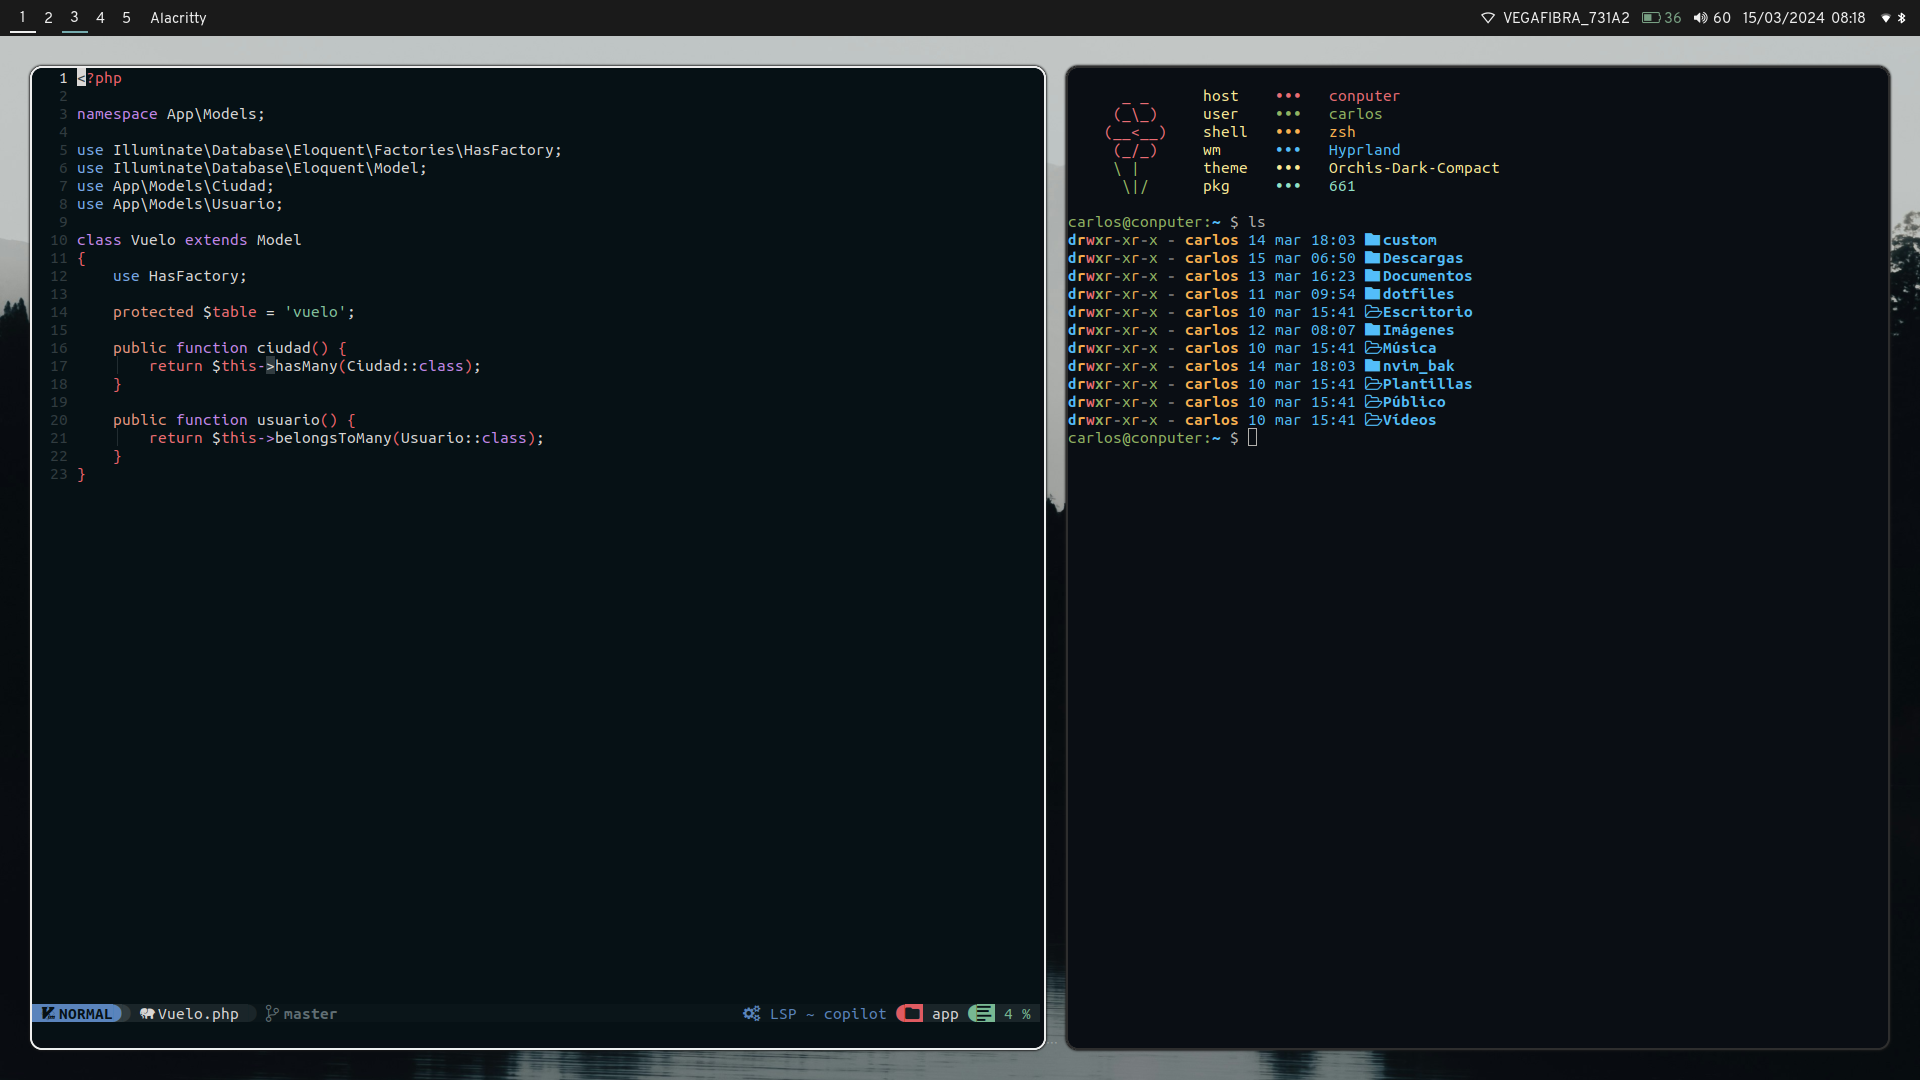 1 2 3 4 5 Alacritty VEGAFIBRA_731A2 36 60 15/03/2024 08:18
1 <?php
2
3 namespace App\Models;
4
5 use Illuminate\Database\Eloquent\Factories\HasFactory;
6 use Illuminate\Database\Eloquent\Model;
7 use App\Models\Ciudad;
8 use App\Models\Usuario;
9
10 class Vuelo extends Model
11 {
12     use HasFactory;
13
14     protected $table = 'vuelo';
15
16     public function ciudad() {
17         return $this->hasMany(Ciudad::class);
18     }
19
20     public function usuario() {
21         return $this->belongsToMany(Usuario::class);
22     }
23 }
NORMAL Vuelo.php master LSP ~ copilot app 4 %
host ••• conputer
user ••• carlos
shell ••• zsh
wm ••• Hyprland
theme ••• Orchis-Dark-Compact
pkg ••• 661
carlos@conputer:~ $ ls
drwxr-xr-x - carlos 14 mar 18:03 custom
drwxr-xr-x - carlos 15 mar 06:50 Descargas
drwxr-xr-x - carlos 13 mar 16:23 Documentos
drwxr-xr-x - carlos 11 mar 09:54 dotfiles
drwxr-xr-x - carlos 10 mar 15:41 Escritorio
drwxr-xr-x - carlos 12 mar 08:07 Imágenes
drwxr-xr-x - carlos 10 mar 15:41 Música
drwxr-xr-x - carlos 14 mar 18:03 nvim_bak
drwxr-xr-x - carlos 10 mar 15:41 Plantillas
drwxr-xr-x - carlos 10 mar 15:41 Público
drwxr-xr-x - carlos 10 mar 15:41 Vídeos
carlos@conputer:~ $